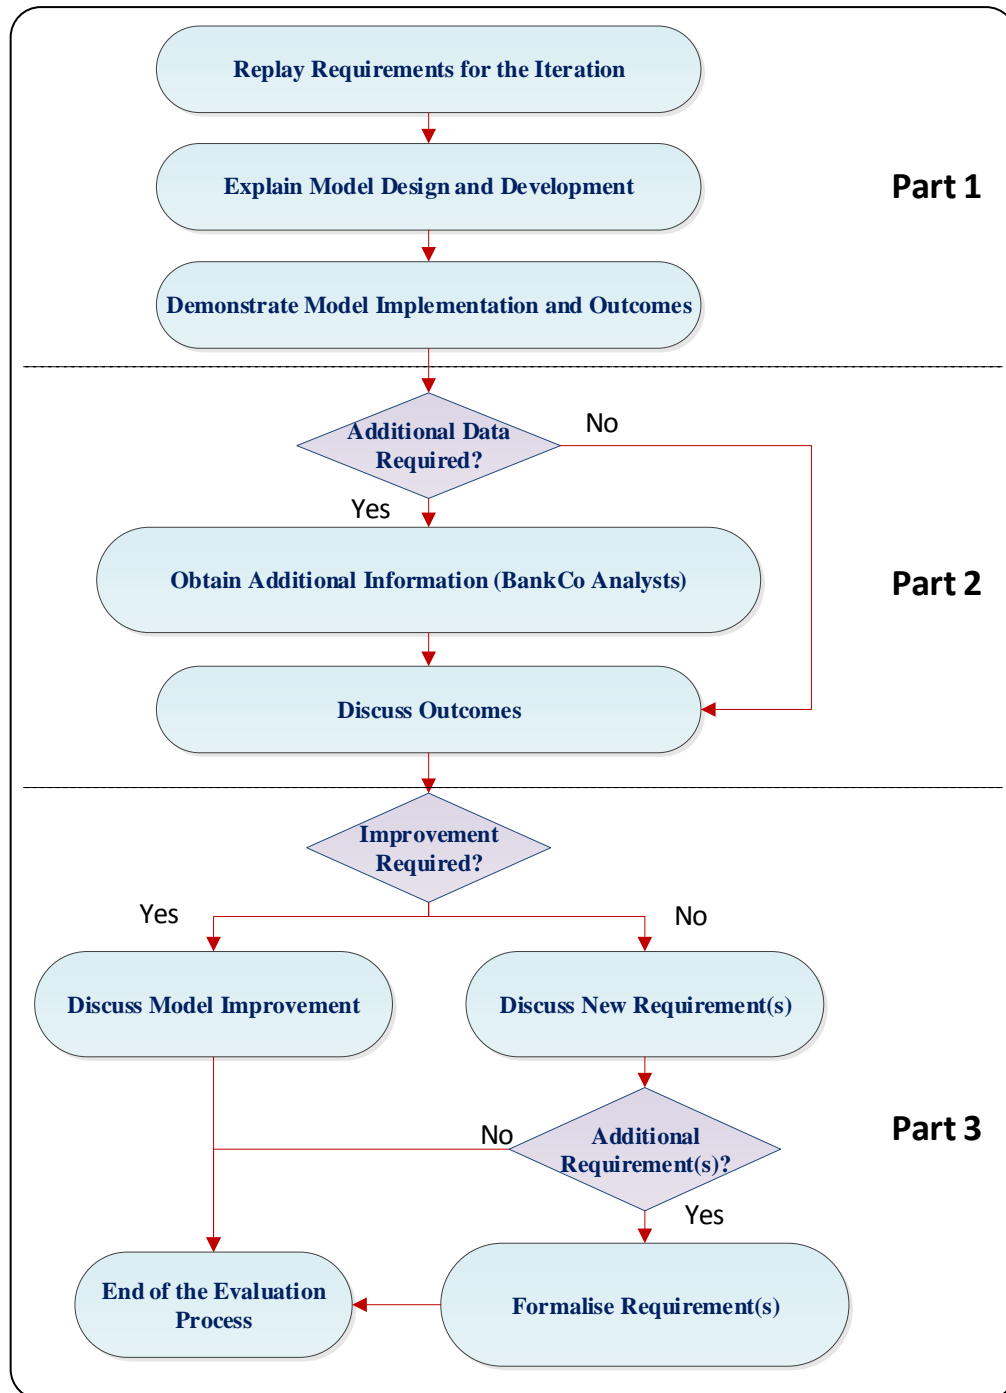 Replay Requirements for the Iteration
Explain Model Design and Development
Part 1
Demonstrate Model Implementation and Outcomes
Additional Data
Required?
No
Yes
Obtain Additional Information (BankCo Analysts)
Part 2
Discuss Outcomes
Improvement
Required?
Yes
No
Discuss Model Improvement
Discuss New Requirement(s)
Part 3
No
Additional
Requirement(s)?
Yes
End of the Evaluation
Process
Formalise Requirement(s)